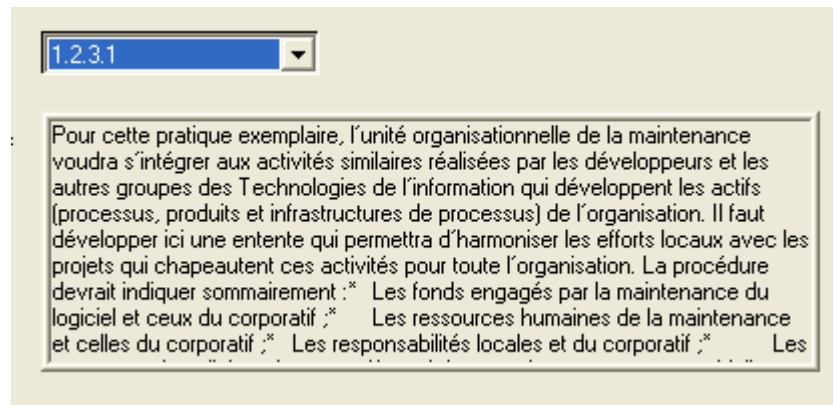 1.2.3.1
Pour cette pratique exemplaire, l´unité organisationnelle de la maintenance
voudra s´intégrer aux activités similaires réalisées par les développeurs et les
autres groupes des Technologies de l´information qui développent les actifs
(processus, produits et infrastructures de processus) de l´organisation. Il faut
développer ici une entente qui permettra d´harmoniser les efforts locaux avec les
projets qui chapeautent ces activités pour toute l´organisation. La procédure
devrait indiquer sommairement :* Les fonds engagés par la maintenance du
logiciel et ceux du corporatif ;* Les ressources humaines de la maintenance
et celles du corporatif ;* Les responsabilités locales et du corporatif ;* Les